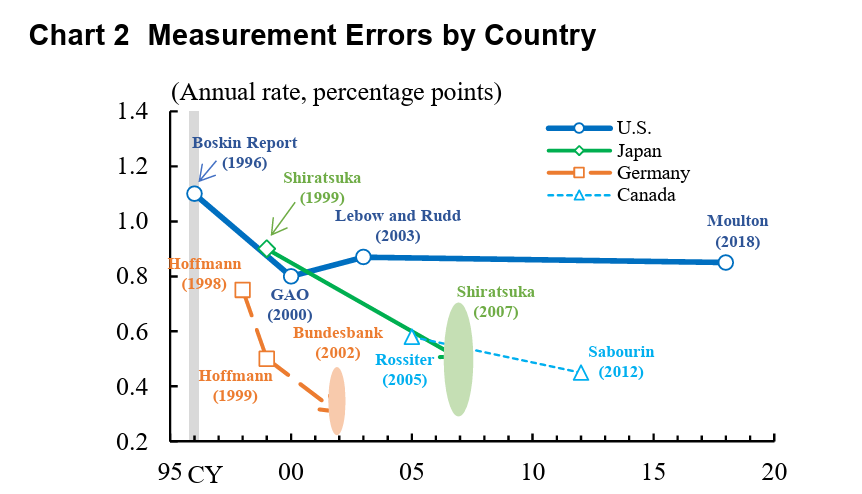 Chart 2 Measurement Errors by Country
(Annual rate, percentage points)
1.4
1.2
1.0
0.8
0.6
0.4
0.2
95 CY 00 05 10 15 20
U.S.
Japan
Germany
Canada
Boskin Report
(1996)
Shiratsuka
(1999)
Lebow and Rudd
(2003)
Moulton
(2018)
Hoffmann
(1998)
GAO
(2000)
Shiratsuka
(2007)
Bundesbank
(2002)
Rossiter
(2005)
Sabourin
(2012)
Hoffmann
(1999)